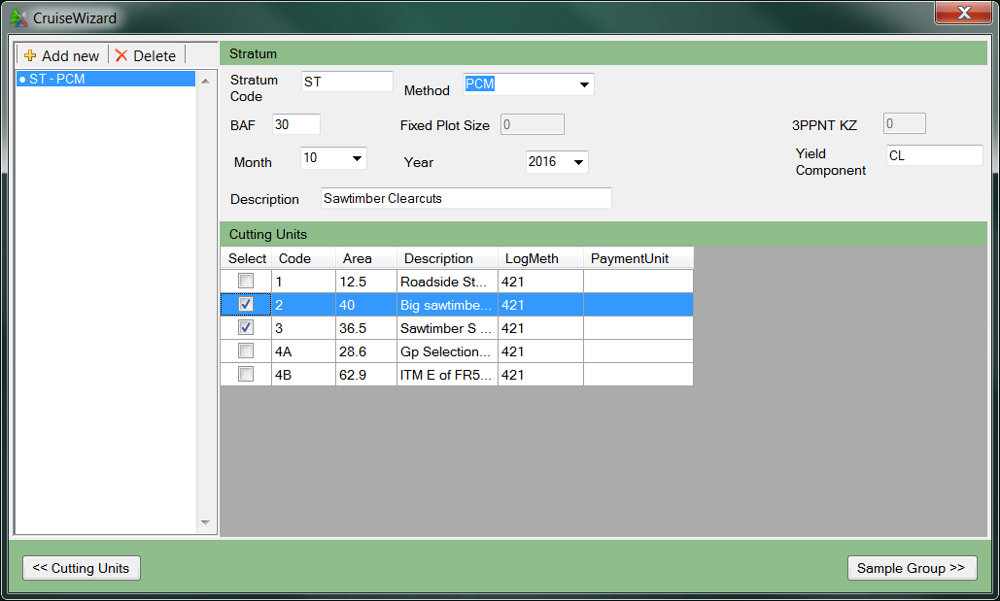 CruiseWizard
Add new Delete
ST - PCM
Stratum
Stratum Code ST Method PCM
BAF 30 Fixed Plot Size 0 3PPNT KZ 0
Month 10 Year 2016 Yield Component CL
Description Sawtimber Clearcuts
Cutting Units
Select Code Area Description LogMeth PaymentUnit
1 12.5 Roadside St... 421
2 40 Big sawtimbe... 421
3 36.5 Sawtimber S ... 421
4A 28.6 Gp Selection... 421
4B 62.9 ITM E of FR5... 421
<< Cutting Units Sample Group >>